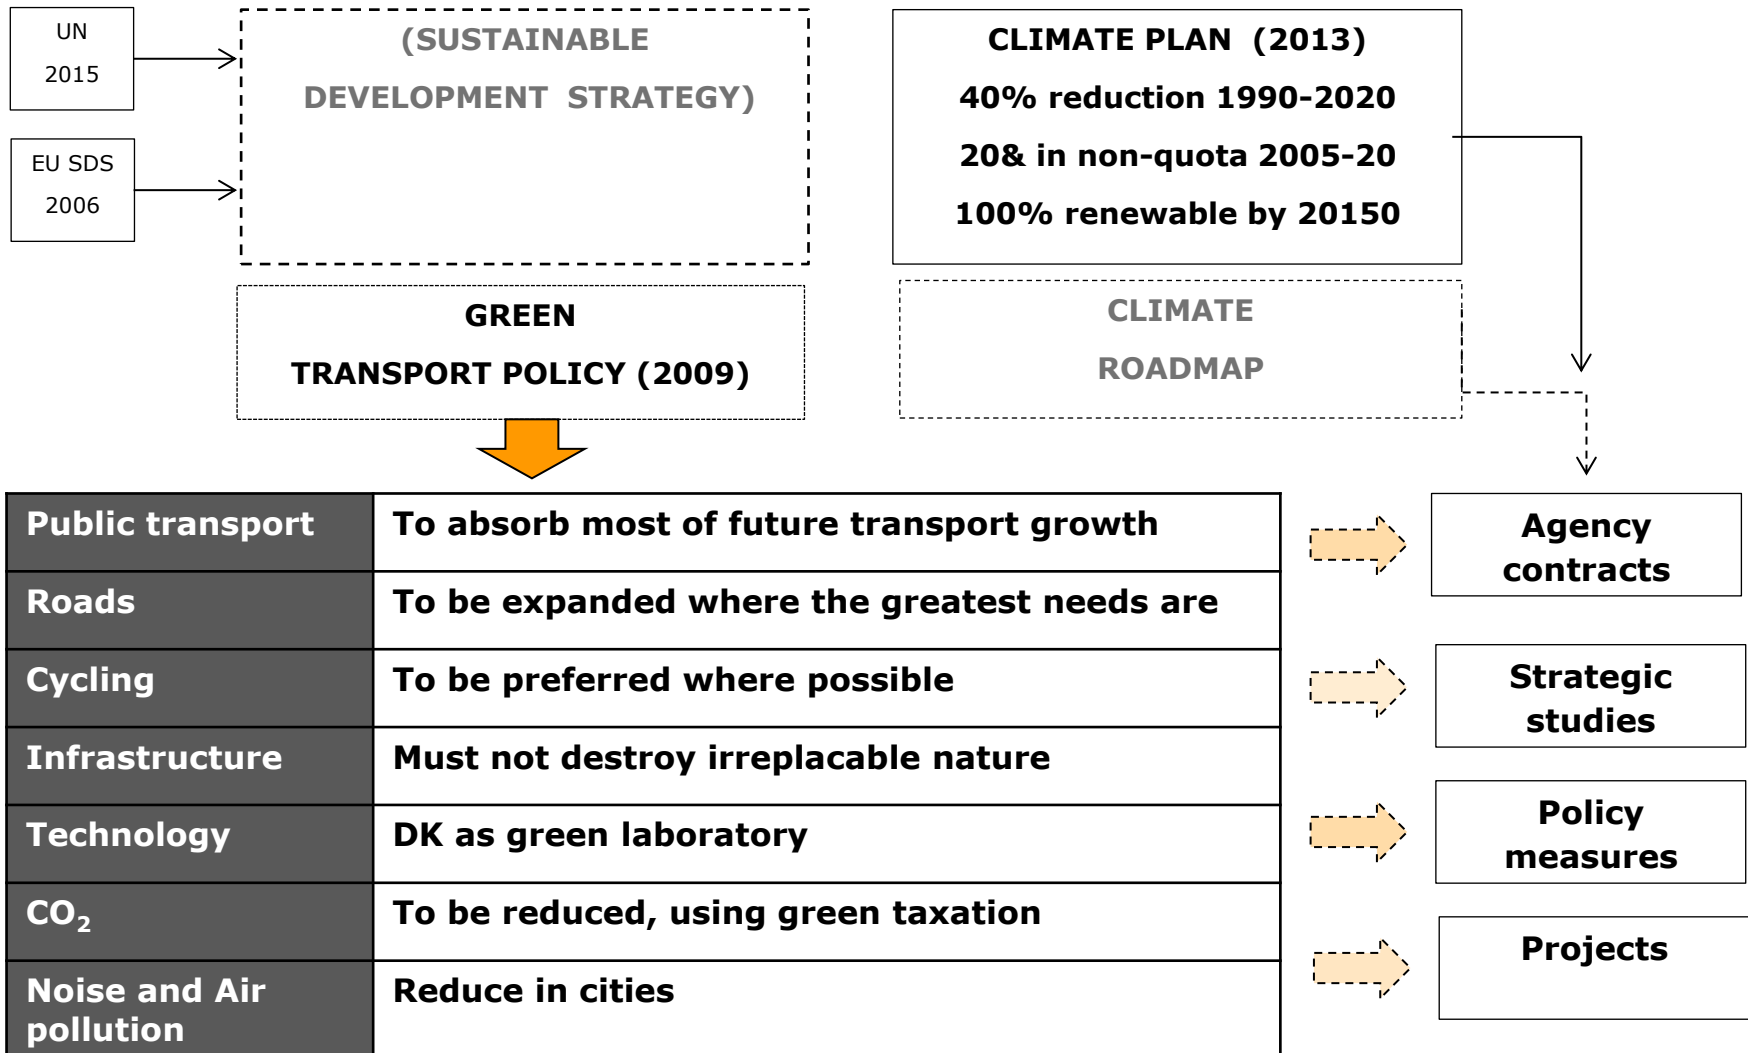 UN
2015
EU SDS
2006
(SUSTAINABLE
DEVELOPMENT STRATEGY)
CLIMATE PLAN (2013)
40% reduction 1990-2020
20& in non-quota 2005-20
100% renewable by 20150
GREEN
TRANSPORT POLICY (2009)
CLIMATE
ROADMAP
Public transport
To absorb most of future transport growth
Roads
To be expanded where the greatest needs are
Cycling
To be preferred where possible
Infrastructure
Must not destroy irreplacable nature
Technology
DK as green laboratory
CO₂
To be reduced, using green taxation
Noise and Air
pollution
Reduce in cities
Agency
contracts
Strategic
studies
Policy
measures
Projects